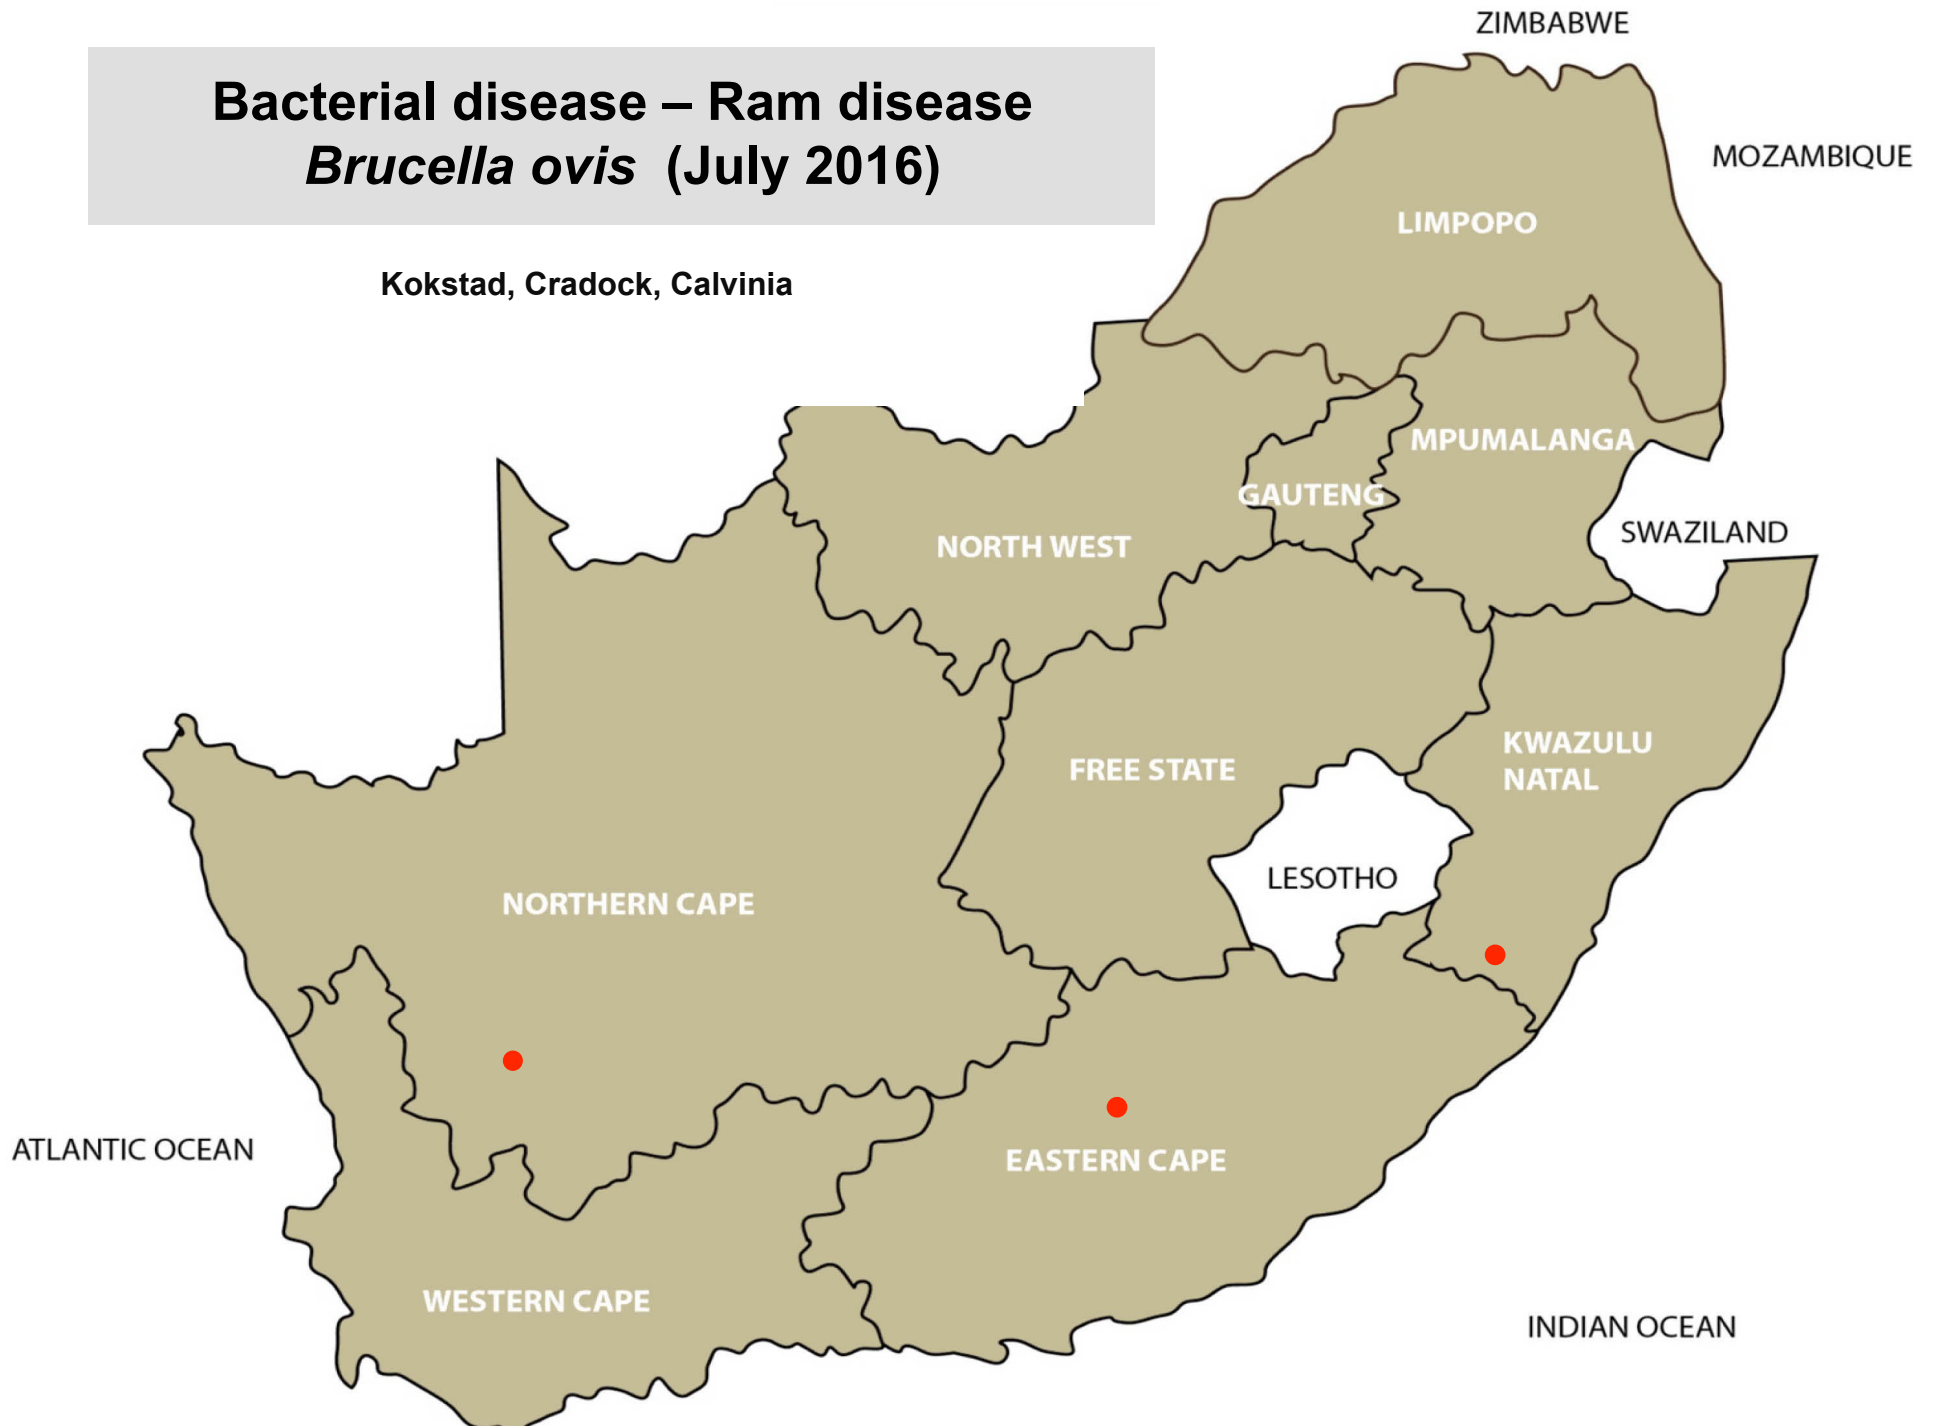 ZIMBABWE
Bacterial disease – Ram disease
Brucella ovis (July 2016)
MOZAMBIQUE
LIMPOPO
Kokstad, Cradock, Calvinia
MPUMALANGA
GAUTENG
SWAZILAND
NORTH WEST
KWAZULU
NATAL
FREE STATE
LESOTHO
NORTHERN CAPE
ATLANTIC OCEAN
EASTERN CAPE
WESTERN CAPE
INDIAN OCEAN